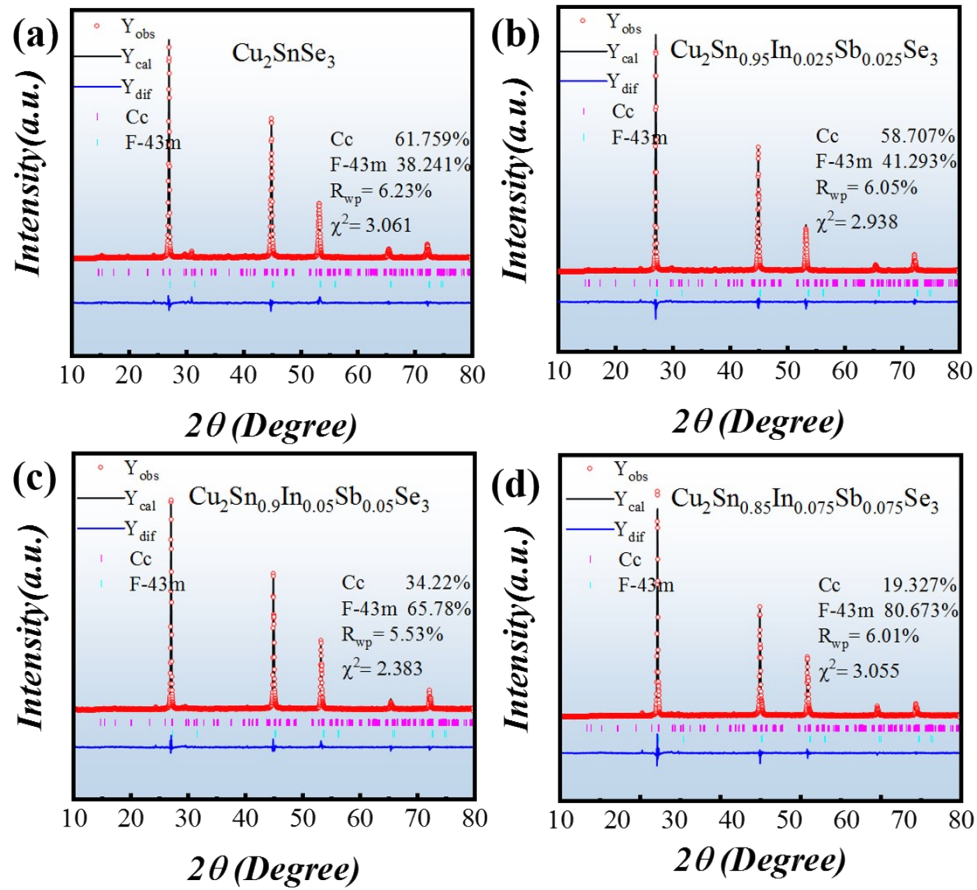 (a)
Y_obs
Y_cal
Y_dif
Cc
F-43m
Cu₂SnSe₃
Cc 61.759%
F-43m 38.241%
R_wp = 6.23%
χ² = 3.061
Intensity(a.u.)
10 20 30 40 50 60 70 80
2θ (Degree)
(b)
Y_obs
Y_cal
Y_dif
Cc
F-43m
Cu₂Sn₀.₉₅In₀.₀₂₅Sb₀.₀₂₅Se₃
Cc 58.707%
F-43m 41.293%
R_wp = 6.05%
χ² = 2.938
Intensity(a.u.)
10 20 30 40 50 60 70 80
2θ (Degree)
(c)
Y_obs
Y_cal
Y_dif
Cc
F-43m
Cu₂Sn₀.₉In₀.₀₅Sb₀.₀₅Se₃
Cc 34.22%
F-43m 65.78%
R_wp = 5.53%
χ² = 2.383
Intensity(a.u.)
10 20 30 40 50 60 70 80
2θ (Degree)
(d)
Y_obs
Y_cal
Y_dif
Cc
F-43m
Cu₂Sn₀.₈₅In₀.₀₇₅Sb₀.₀₇₅Se₃
Cc 19.327%
F-43m 80.673%
R_wp = 6.01%
χ² = 3.055
Intensity(a.u.)
10 20 30 40 50 60 70 80
2θ (Degree)